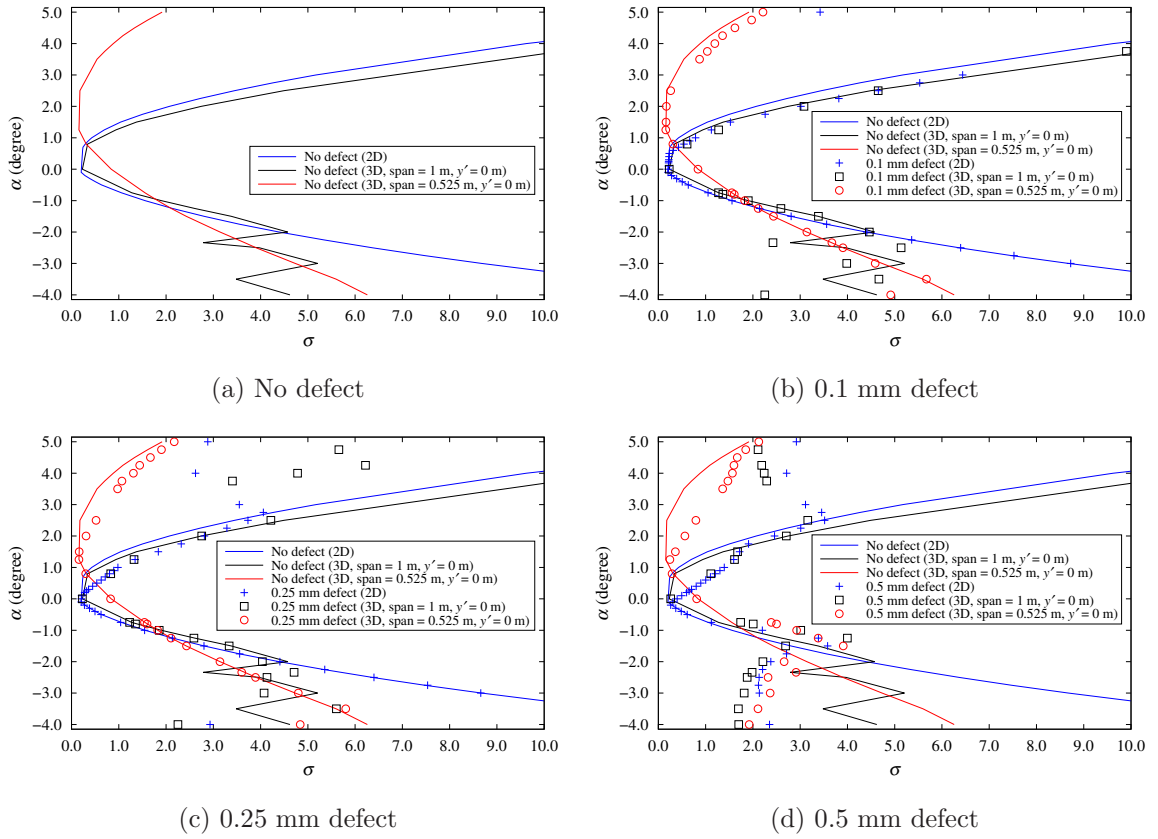 5.0
4.0
3.0
2.0
1.0
0.0
−1.0
−2.0
−3.0
−4.0
α (degree)
No defect (2D)
No defect (3D, span = 1 m, y′ = 0 m)
No defect (3D, span = 0.525 m, y′ = 0 m)
0.0 1.0 2.0 3.0 4.0 5.0 6.0 7.0 8.0 9.0 10.0
σ
(a) No defect
5.0
4.0
3.0
2.0
1.0
0.0
−1.0
−2.0
−3.0
−4.0
α (degree)
No defect (2D)
No defect (3D, span = 1 m, y′ = 0 m)
No defect (3D, span = 0.525 m, y′ = 0 m)
0.1 mm defect (2D)
0.1 mm defect (3D, span = 1 m, y′ = 0 m)
0.1 mm defect (3D, span = 0.525 m, y′ = 0 m)
0.0 1.0 2.0 3.0 4.0 5.0 6.0 7.0 8.0 9.0 10.0
σ
(b) 0.1 mm defect
5.0
4.0
3.0
2.0
1.0
0.0
−1.0
−2.0
−3.0
−4.0
α (degree)
No defect (2D)
No defect (3D, span = 1 m, y′ = 0 m)
No defect (3D, span = 0.525 m, y′ = 0 m)
0.25 mm defect (2D)
0.25 mm defect (3D, span = 1 m, y′ = 0 m)
0.25 mm defect (3D, span = 0.525 m, y′ = 0 m)
0.0 1.0 2.0 3.0 4.0 5.0 6.0 7.0 8.0 9.0 10.0
σ
(c) 0.25 mm defect
5.0
4.0
3.0
2.0
1.0
0.0
−1.0
−2.0
−3.0
−4.0
α (degree)
No defect (2D)
No defect (3D, span = 1 m, y′ = 0 m)
No defect (3D, span = 0.525 m, y′ = 0 m)
0.5 mm defect (2D)
0.5 mm defect (3D, span = 1 m, y′ = 0 m)
0.5 mm defect (3D, span = 0.525 m, y′ = 0 m)
0.0 1.0 2.0 3.0 4.0 5.0 6.0 7.0 8.0 9.0 10.0
σ
(d) 0.5 mm defect